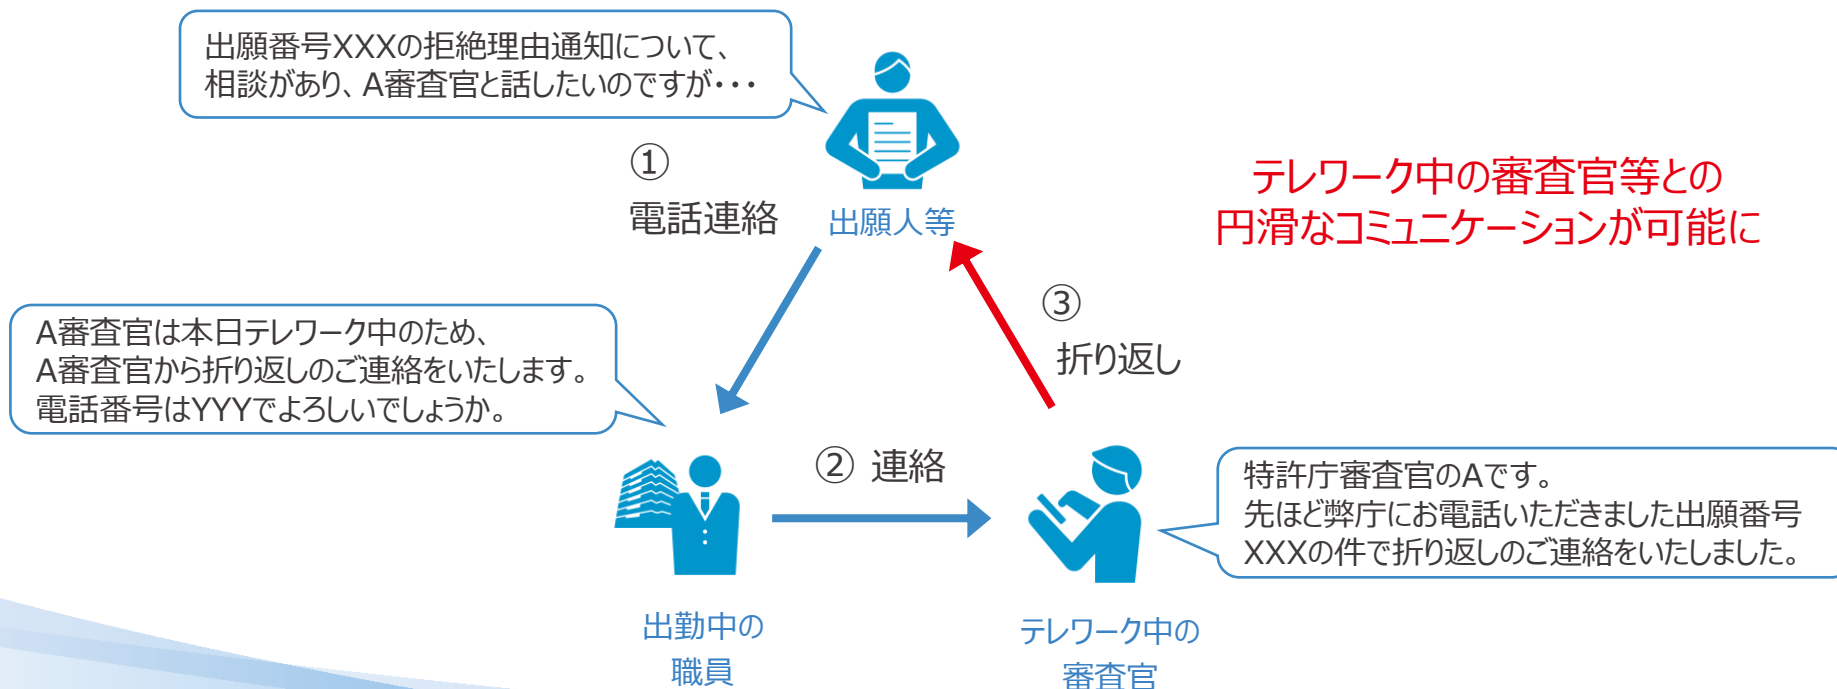 出願番号XXXの拒絶理由通知について、
相談があり、A審査官と話したいのですが・・・
①
電話連絡
出願人等
テレワーク中の審査官等との
円滑なコミュニケーションが可能に
A審査官は本日テレワーク中のため、
A審査官から折り返しのご連絡をいたします。
電話番号はYYYでよろしいでしょうか。
③
折り返し
② 連絡
特許庁審査官のAです。
先ほど弊庁にお電話いただきました出願番号
XXXの件で折り返しのご連絡をいたしました。
出勤中の
職員
テレワーク中の
審査官